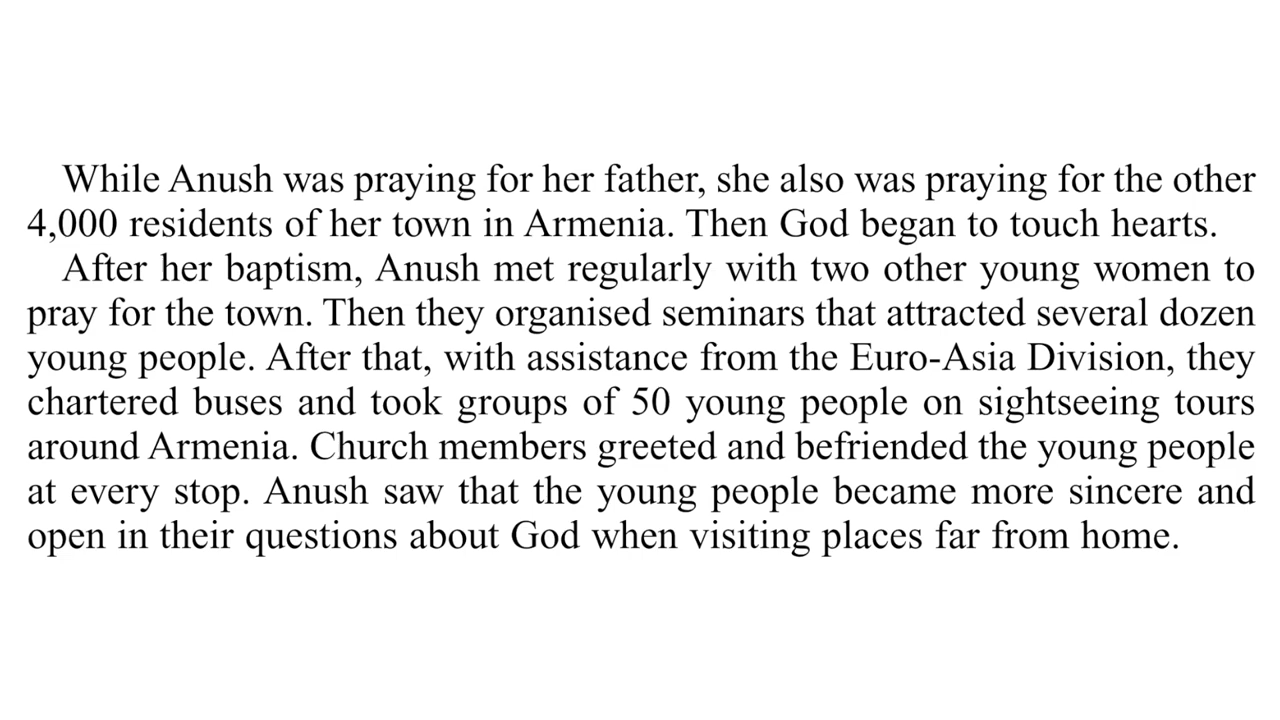 While Anush was praying for her father, she also was praying for the other
4,000 residents of her town in Armenia. Then God began to touch hearts.
After her baptism, Anush met regularly with two other young women to
pray for the town. Then they organised seminars that attracted several dozen
young people. After that, with assistance from the Euro-Asia Division, they
chartered buses and took groups of 50 young people on sightseeing tours
around Armenia. Church members greeted and befriended the young people
at every stop. Anush saw that the young people became more sincere and
open in their questions about God when visiting places far from home.